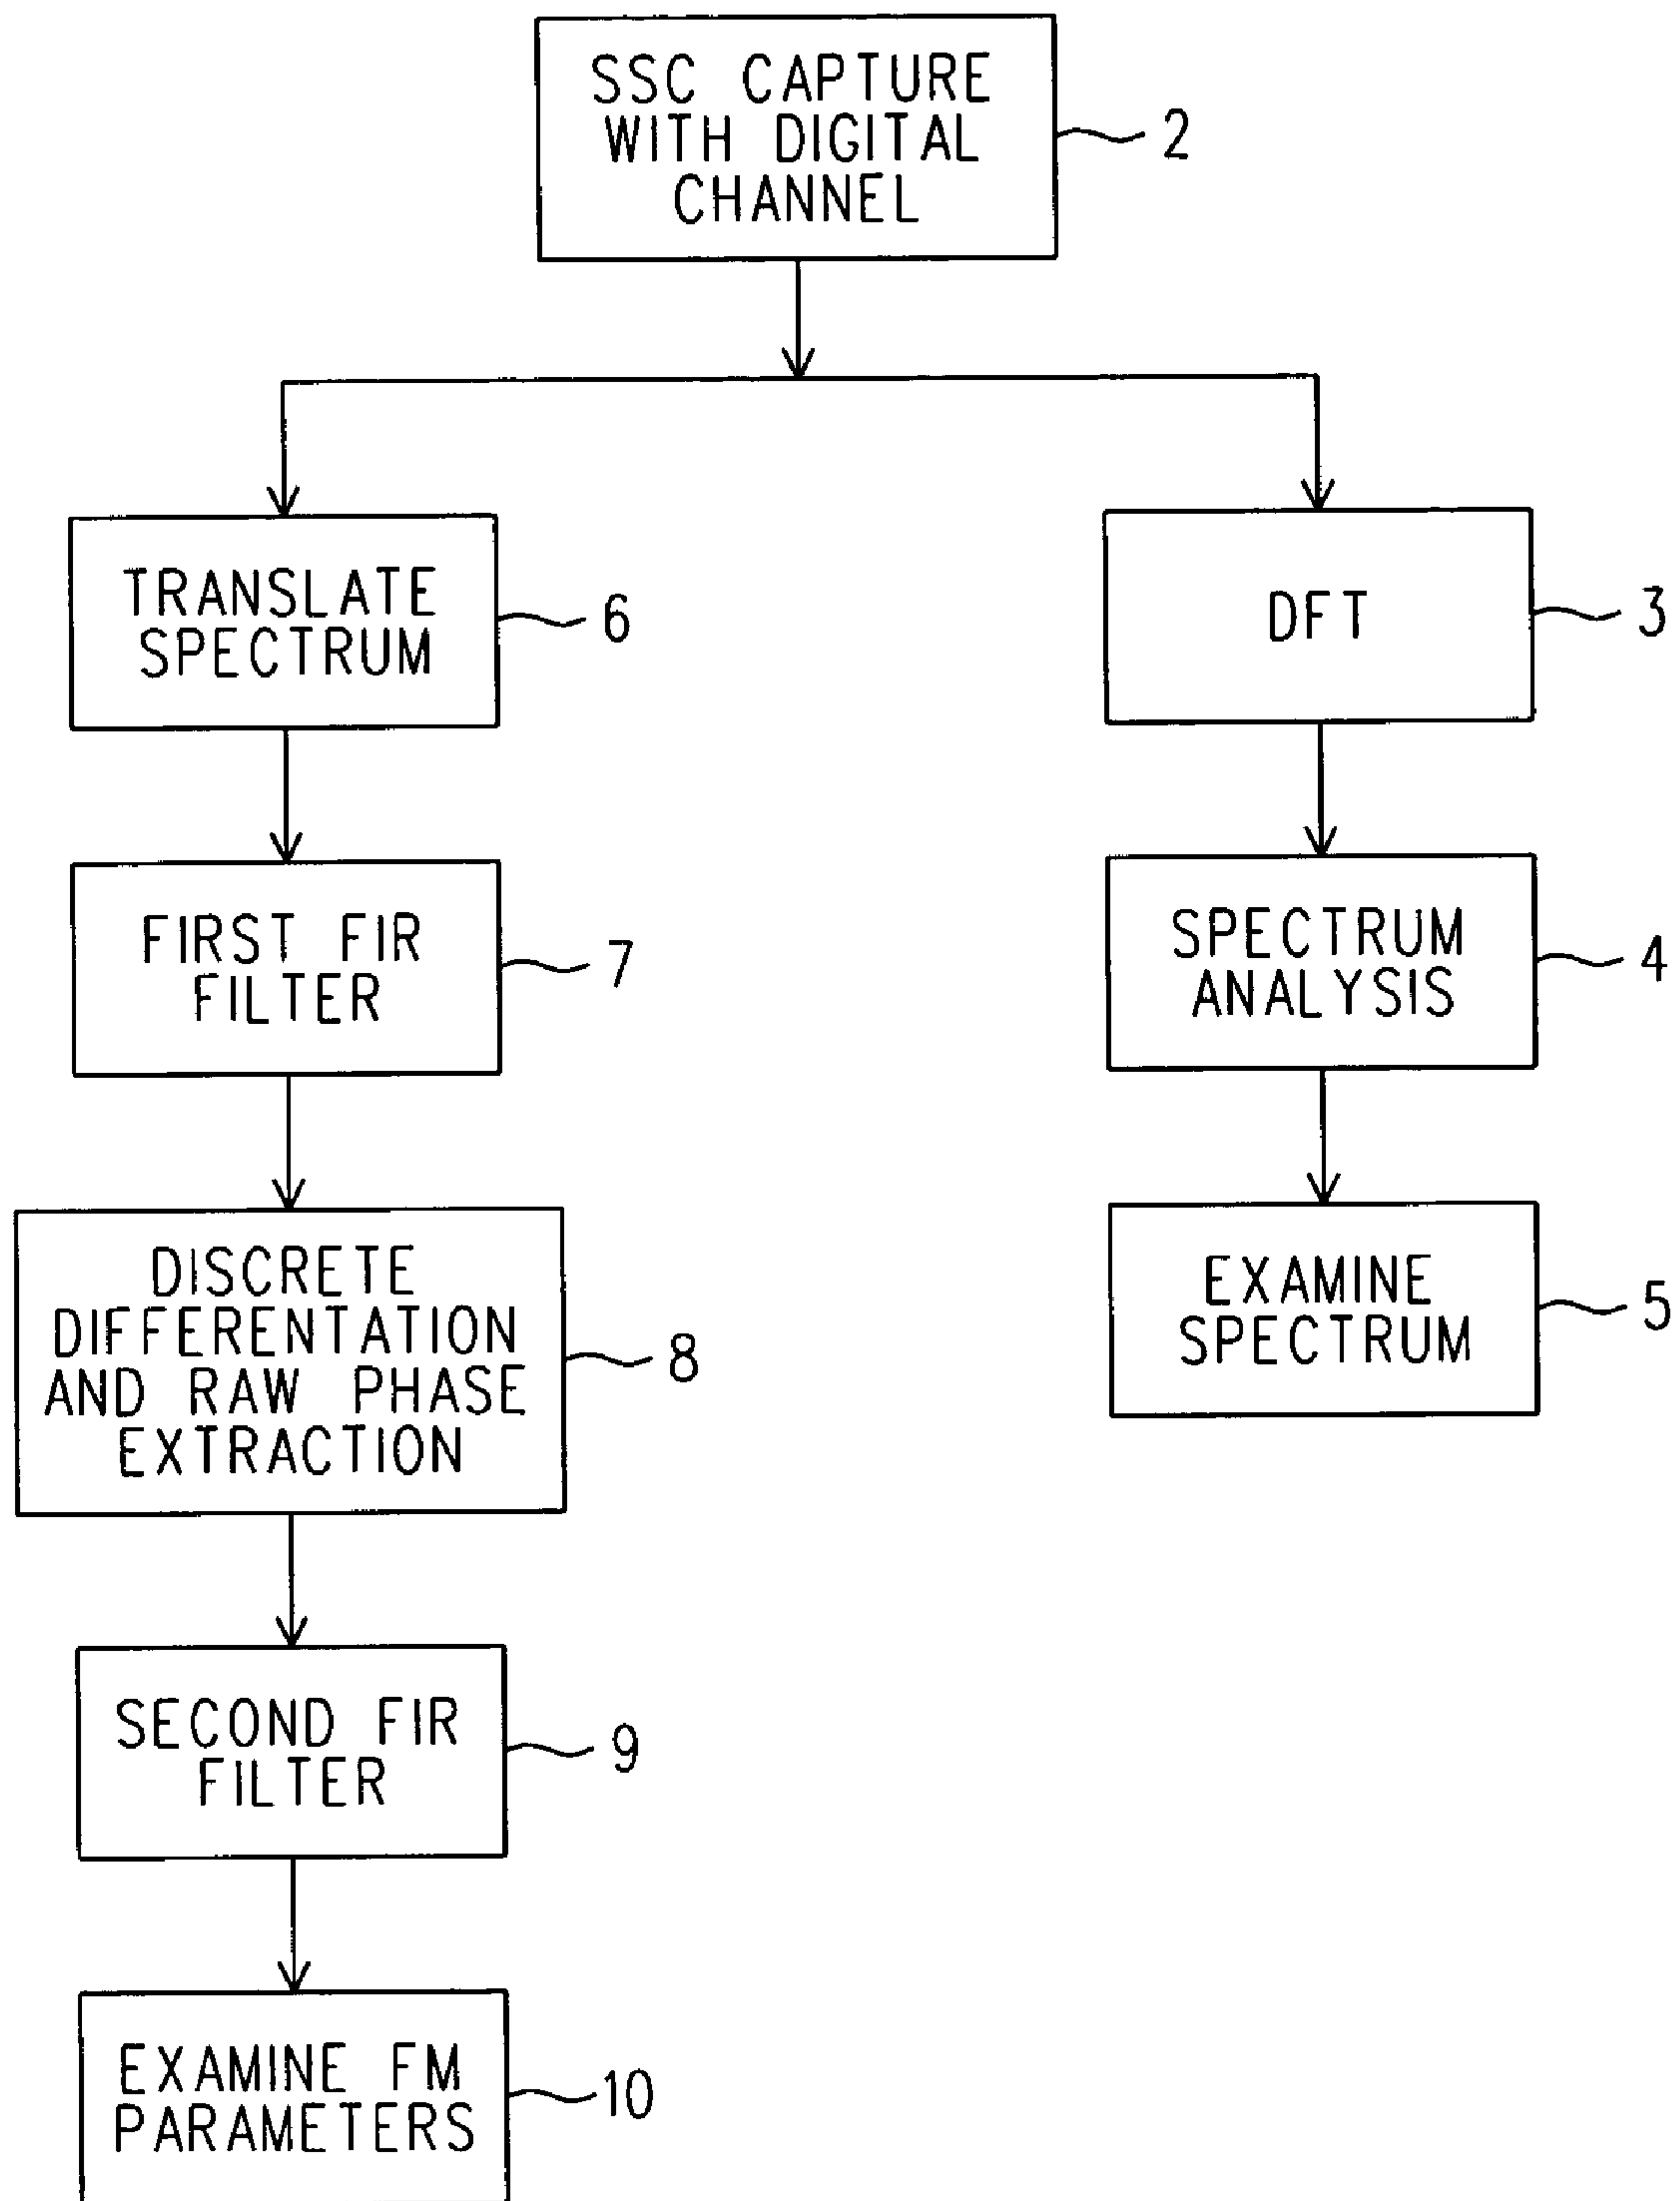 SSC CAPTURE
WITH DIGITAL
CHANNEL
2
TRANSLATE
SPECTRUM
6
DFT
3
FIRST FIR
FILTER
7
SPECTRUM
ANALYSIS
4
DISCRETE
DIFFERENTATION
AND RAW PHASE
EXTRACTION
8
EXAMINE
SPECTRUM
5
SECOND FIR
FILTER
9
EXAMINE FM
PARAMETERS
10